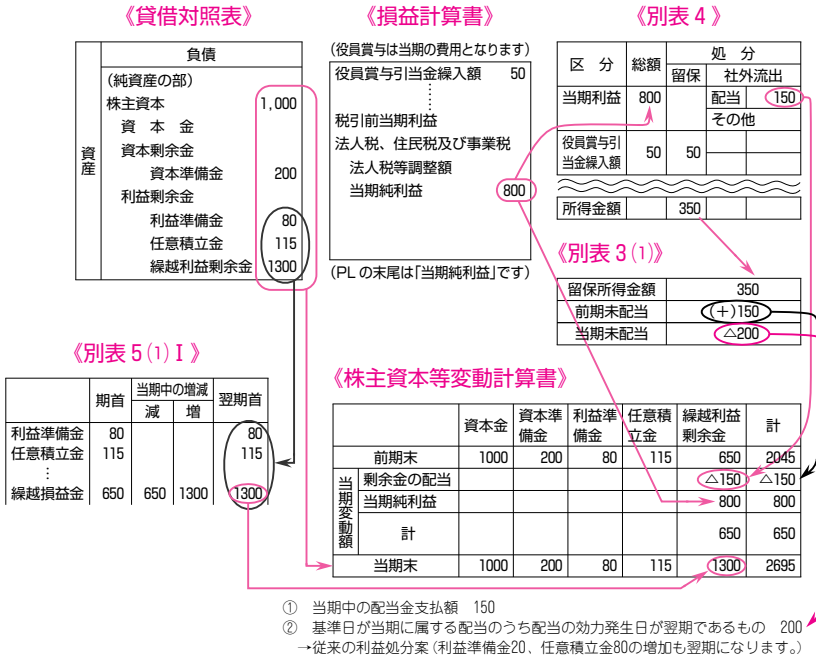 《貸借対照表》
負債
資産
(純資産の部)
株主資本 1,000
資本金
資本剰余金
資本準備金 200
利益剰余金
利益準備金 80
任意積立金 115
繰越利益剰余金 1300
《損益計算書》
(役員賞与は当期の費用となります)
役員賞与引当金繰入額 50
⋮
税引前当期利益
法人税、住民税及び事業税
法人税等調整額
当期純利益 800
(PLの末尾は「当期純利益」です)
《別表4》
区分 総額 処分
留保 社外流出
当期利益 800 配当 150
その他
役員賞与引 50 50
当金繰入額
所得金額 350
《別表3(1)》
留保所得金額 350
前期未配当 (+)150
当期未配当 △200
《別表5(1)Ⅰ》
期首 当期中の増減 翌期首
減 増
利益準備金 80 80
任意積立金 115 115
⋮
繰越損益金 650 650 1300 1300
《株主資本等変動計算書》
資本金 資本準 利益準 任意積 繰越利益 計
備金 備金 立金 剰余金
前期末 1000 200 80 115 650 2045
当期変動額
剰余金の配当 △150 △150
当期純利益 800 800
計 650 650
当期末 1000 200 80 115 1300 2695
① 当期中の配当金支払額 150
② 基準日が当期に属する配当のうち配当の効力発生日が翌期であるもの 200
→従来の利益処分案(利益準備金20、任意積立金80の増加も翌期になります。)